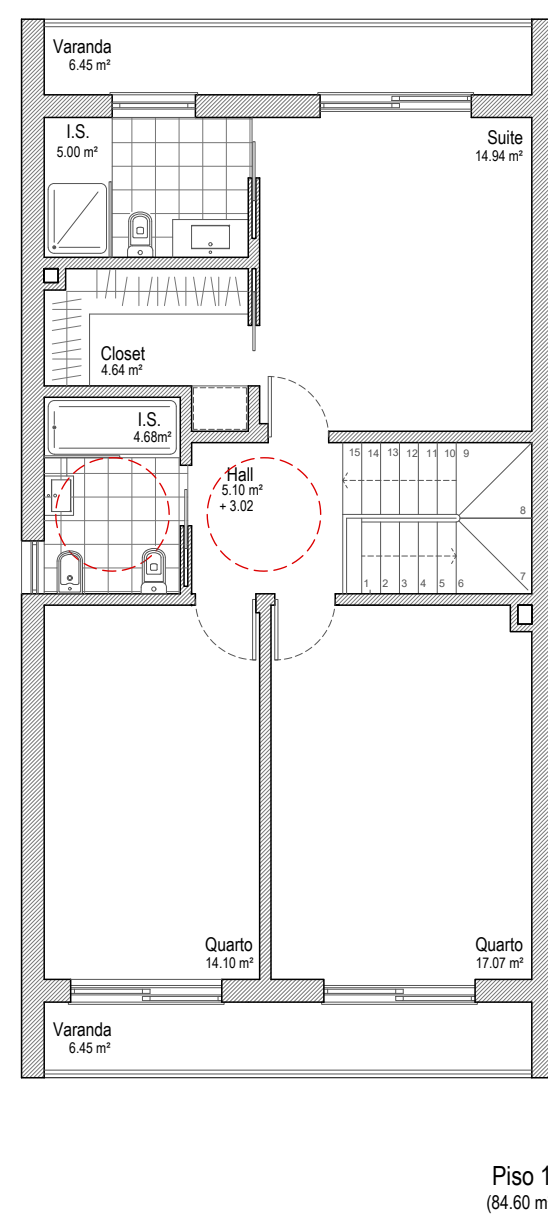 Varanda
6.45 m²
I.S.
5.00 m²
Suite
14.94 m²
Closet
4.64 m²
I.S.
4.68m²
Hall
5.10 m²
+ 3.02
15 14 13 12 11 10 9
8
7
1 2 3 4 5 6
Quarto
14.10 m²
Quarto
17.07 m²
Varanda
6.45 m²
Piso 1
(84.60 m